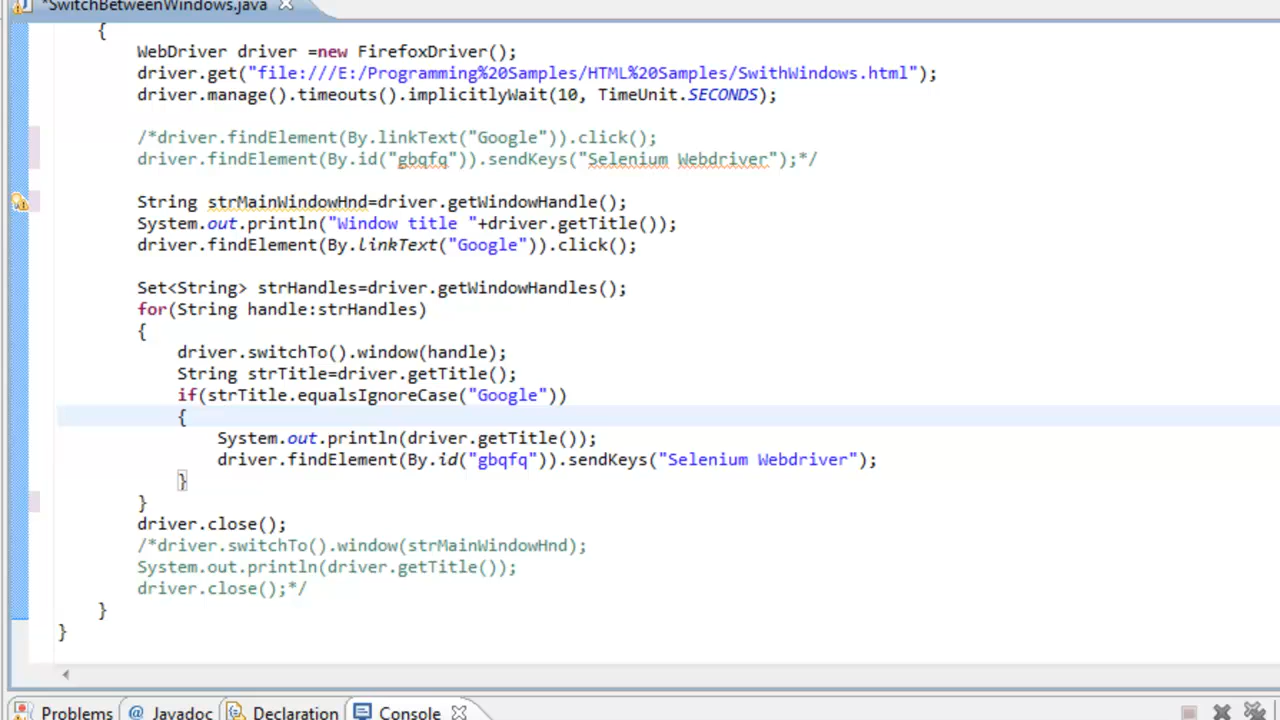 *SwitchBetweenWindows.java
{
WebDriver driver =new FirefoxDriver();
driver.get("file:///E:/Programming%20Samples/HTML%20Samples/SwithWindows.html");
driver.manage().timeouts().implicitlyWait(10, TimeUnit.SECONDS);
/*driver.findElement(By.linkText("Google")).click();
driver.findElement(By.id("gbqfq")).sendKeys("Selenium Webdriver");*/
String strMainWindowHnd=driver.getWindowHandle();
System.out.println("Window title "+driver.getTitle());
driver.findElement(By.linkText("Google")).click();
Set<String> strHandles=driver.getWindowHandles();
for(String handle:strHandles)
{
driver.switchTo().window(handle);
String strTitle=driver.getTitle();
if(strTitle.equalsIgnoreCase("Google"))
{
System.out.println(driver.getTitle());
driver.findElement(By.id("gbqfq")).sendKeys("Selenium Webdriver");
}
}
driver.close();
/*driver.switchTo().window(strMainWindowHnd);
System.out.println(driver.getTitle());
driver.close();*/
}
}
Problems @ Javadoc Declaration Console